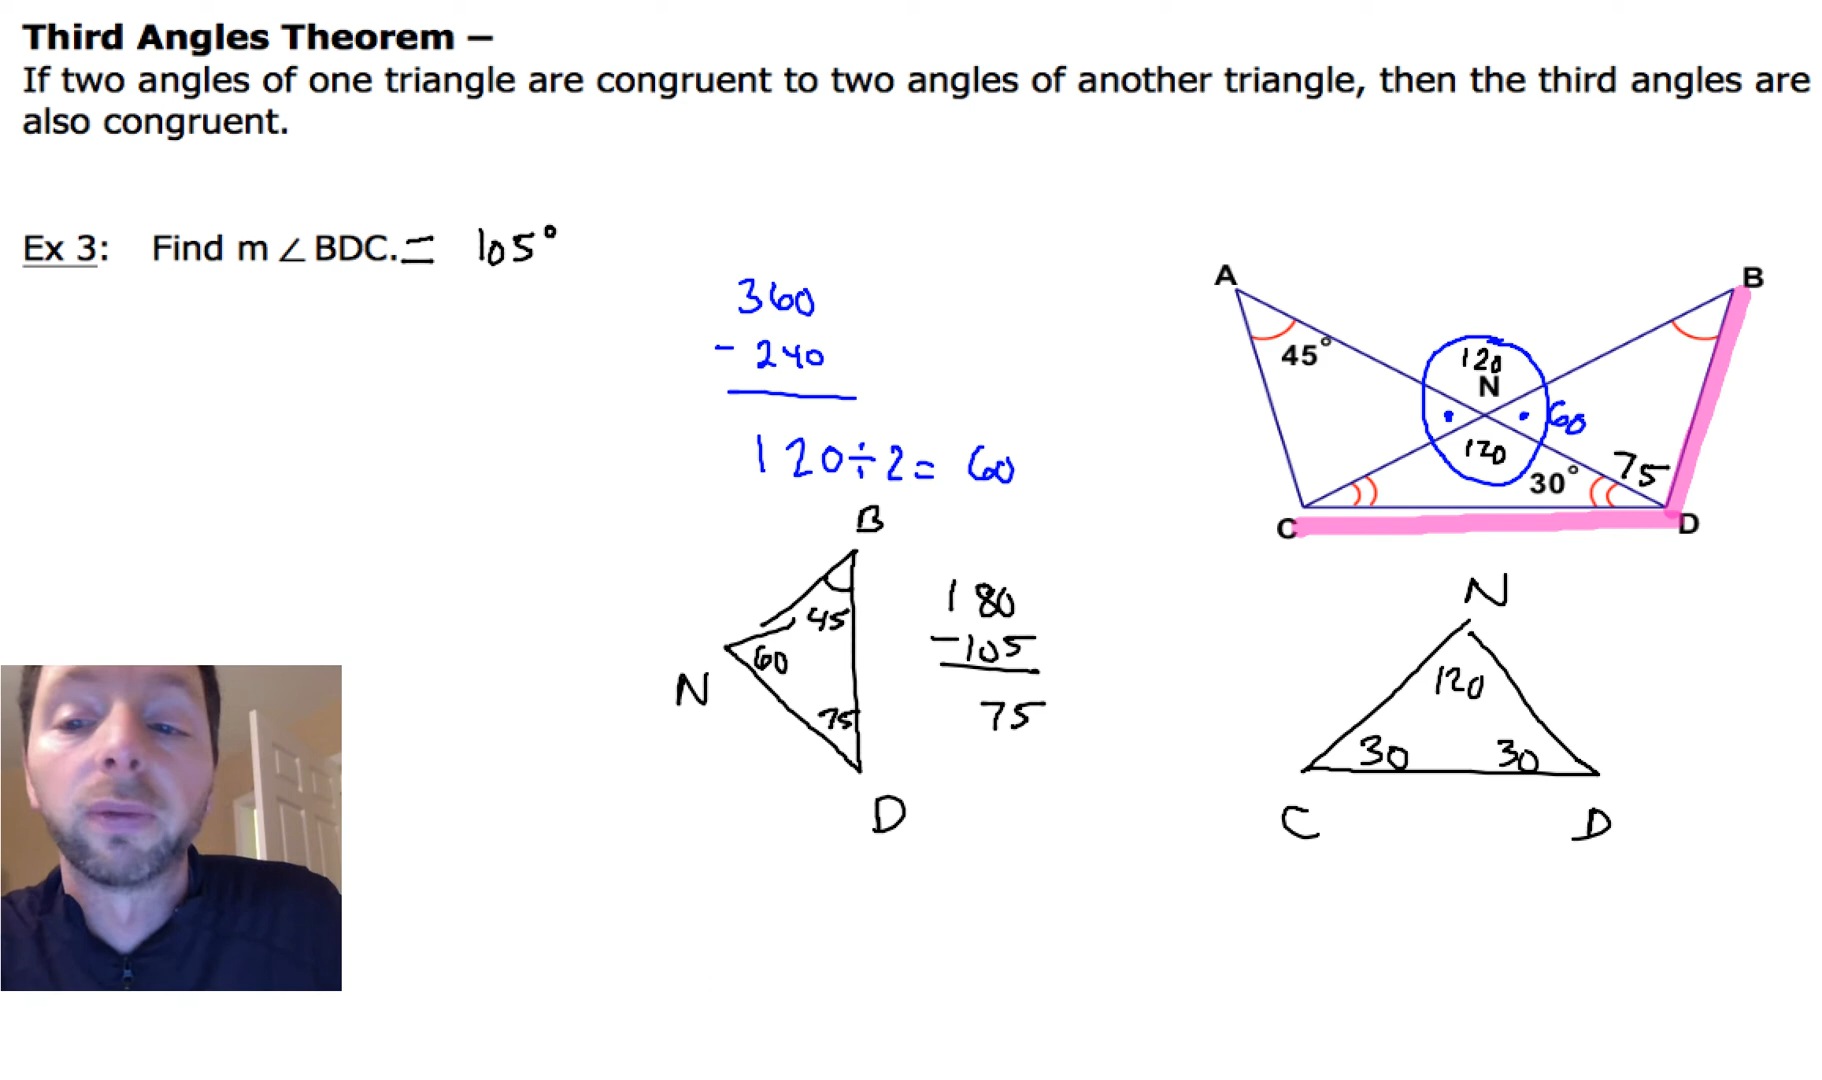 Third Angles Theorem –
If two angles of one triangle are congruent to two angles of another triangle, then the third angles are
also congruent.
Ex 3: Find m ∠ BDC. = 105°
360
- 240
120 ÷ 2 = 60
A
B
45°
120
N
60
120
30°
75
C
D
B
45
60
N
75
D
180
-105
75
N
120
30
30
C
D